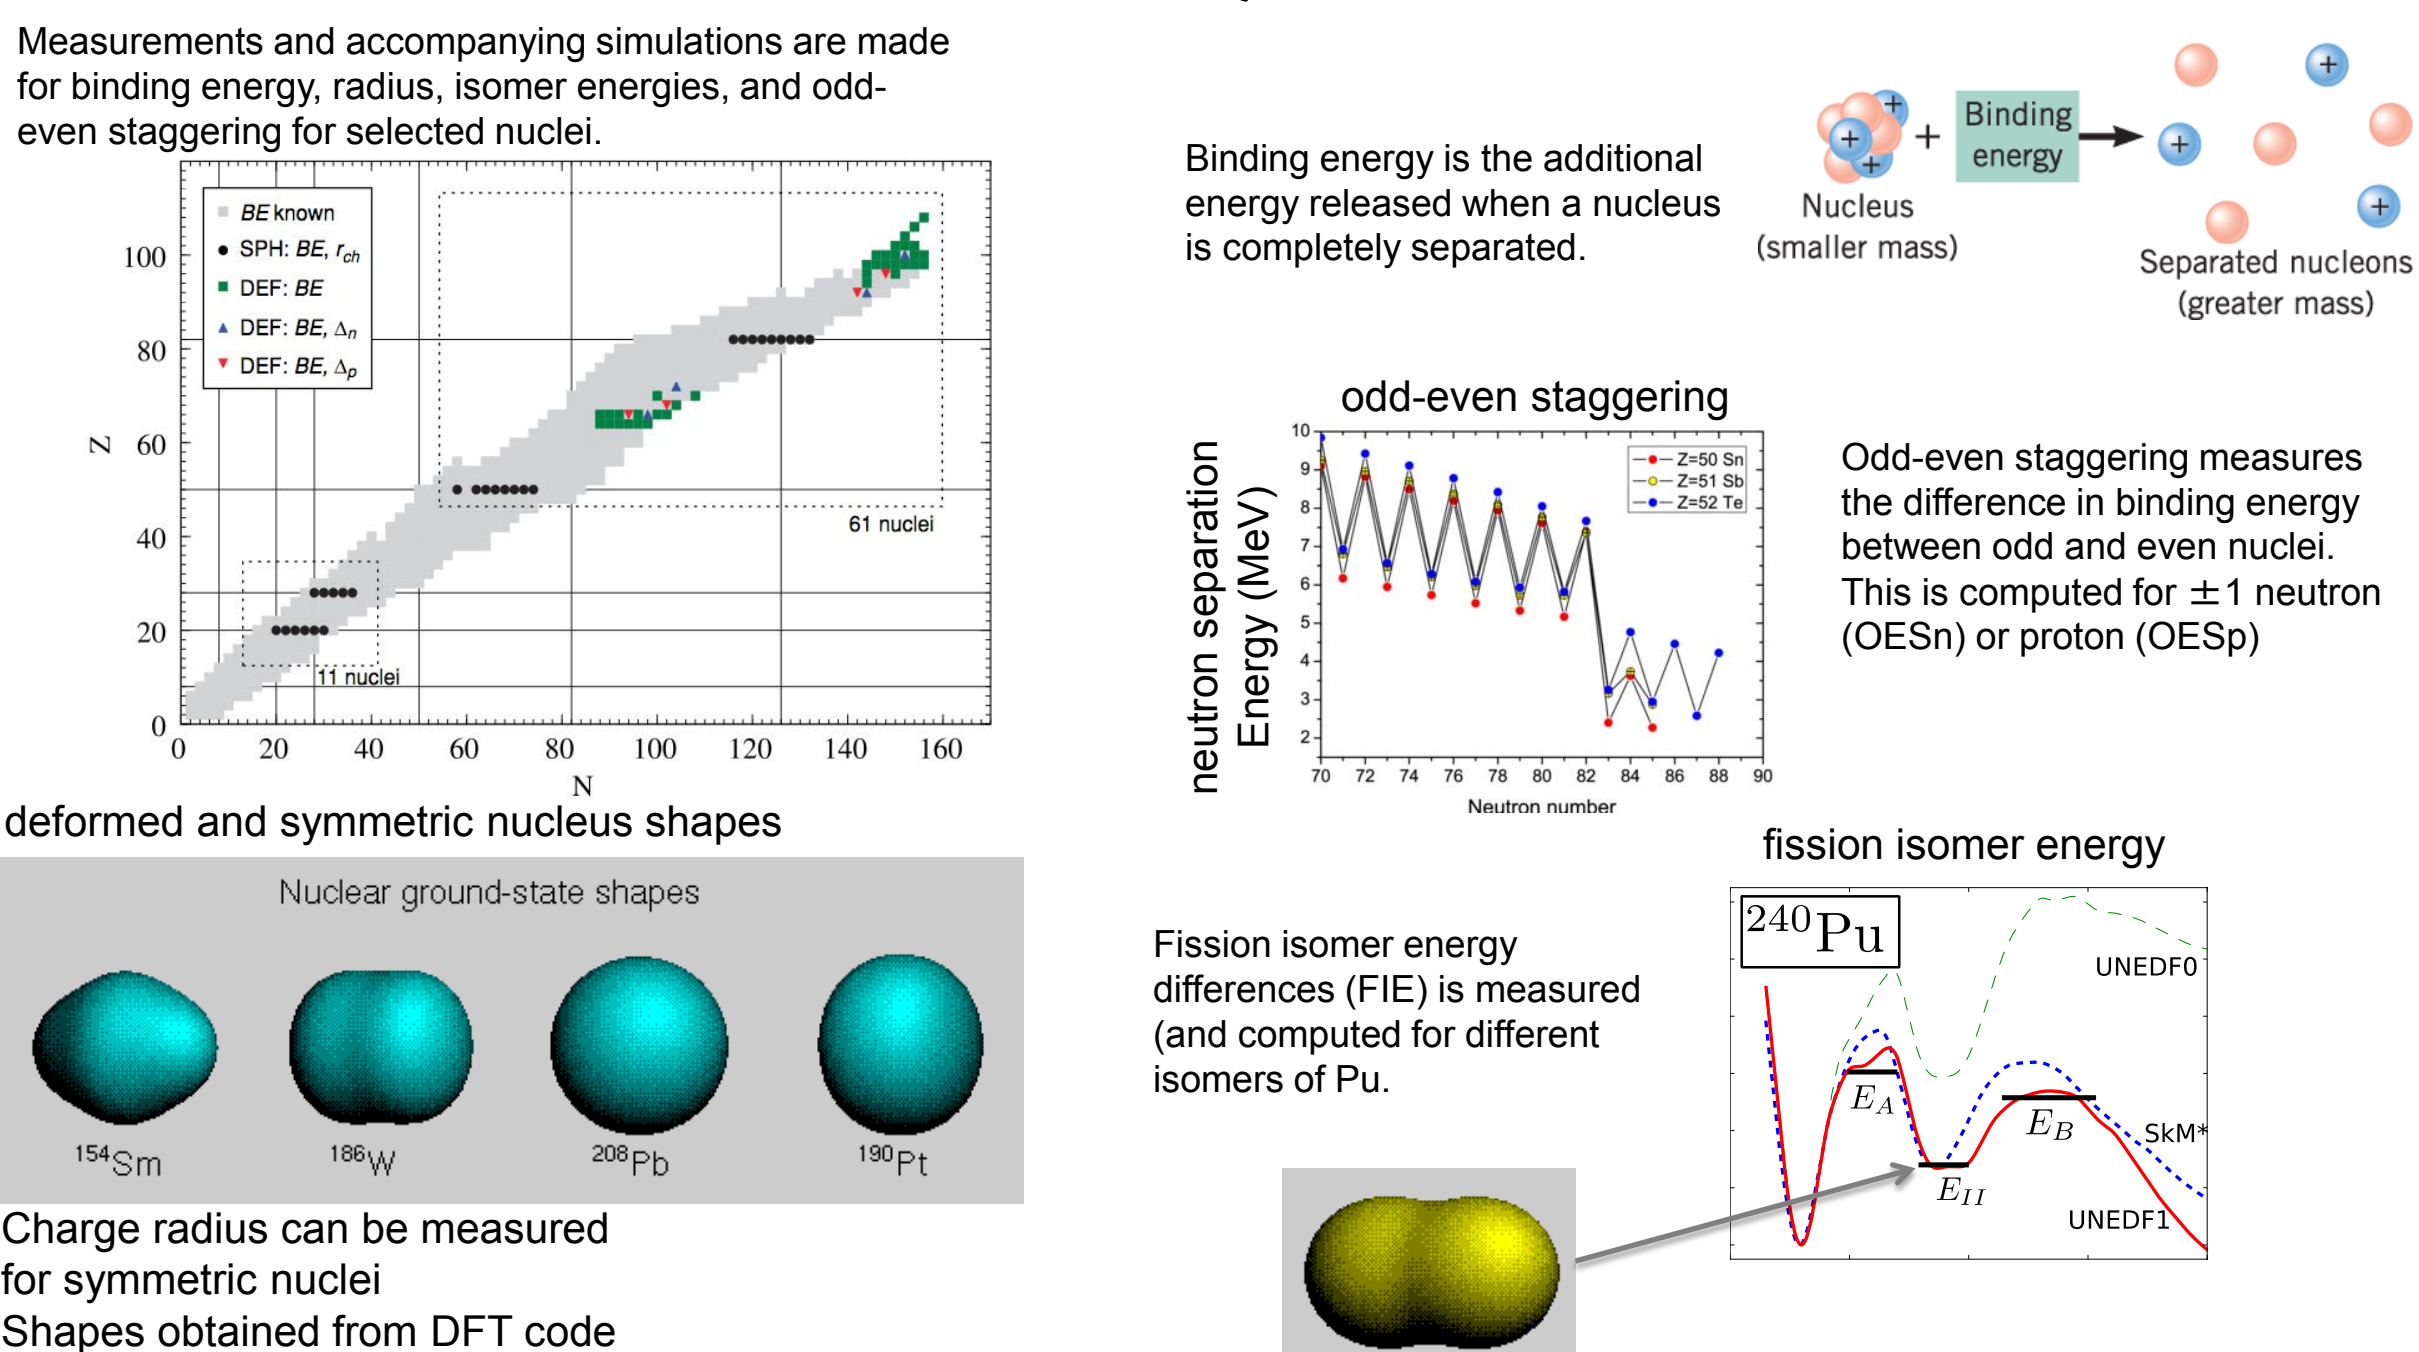 Measurements and accompanying simulations are made
for binding energy, radius, isomer energies, and odd-
even staggering for selected nuclei.
BE known
SPH: BE, r_ch
DEF: BE
DEF: BE, Δ_n
DEF: BE, Δ_p
100
80
60
40
20
0
Z
61 nuclei
11 nuclei
0 20 40 60 80 100 120 140 160
N
deformed and symmetric nucleus shapes
Nuclear ground-state shapes
154Sm 186W 208Pb 190Pt
Charge radius can be measured
for symmetric nuclei
Shapes obtained from DFT code
Binding energy is the additional
energy released when a nucleus
is completely separated.
+
+
+
+
Binding
energy
Nucleus
(smaller mass)
+
+
+
Separated nucleons
(greater mass)
odd-even staggering
neutron separation
Energy (MeV)
10
9
8
7
6
5
4
3
2
Z=50 Sn
Z=51 Sb
Z=52 Te
70 72 74 76 78 80 82 84 86 88 90
Neutron number
Odd-even staggering measures
the difference in binding energy
between odd and even nuclei.
This is computed for ±1 neutron
(OESn) or proton (OESp)
fission isomer energy
Fission isomer energy
differences (FIE) is measured
(and computed for different
isomers of Pu.
240Pu
UNEDF0
E_A
E_B
SkM*
E_II
UNEDF1